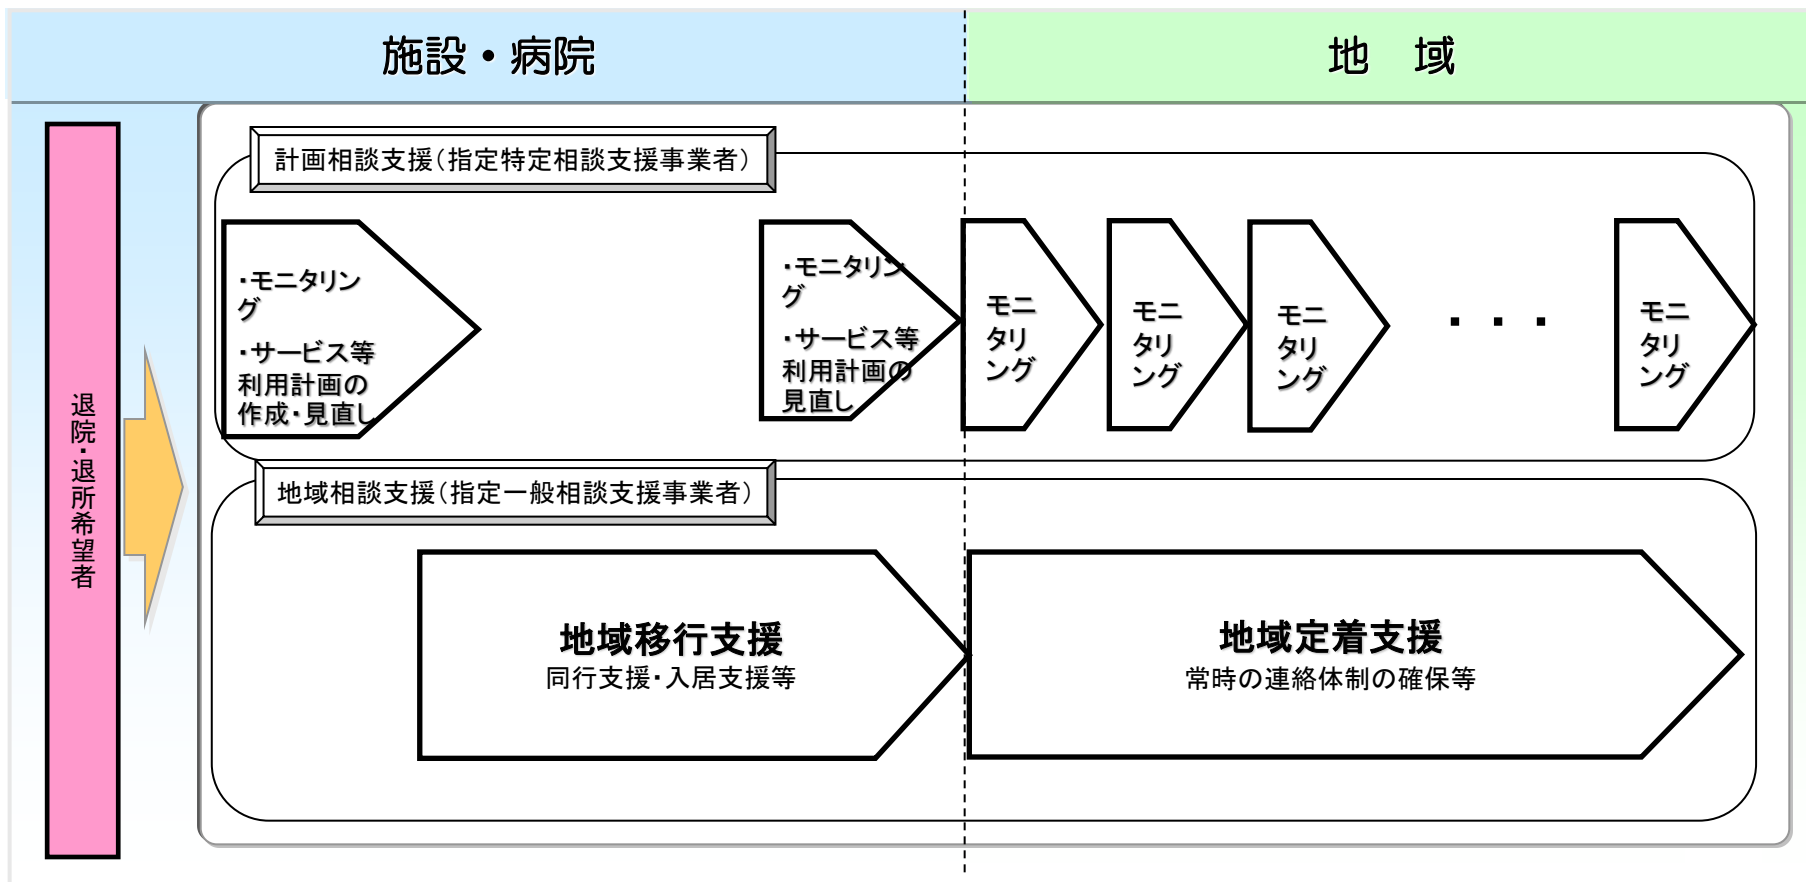 施設・病院
地　域
退院・退所希望者
計画相談支援（指定特定相談支援事業者）
・モニタリン
グ
・サービス等
利用計画の
作成・見直し
・モニタリン
グ
・サービス等
利用計画の
見直し
モニ
タリ
ング
モニ
タリ
ング
モニ
タリ
ング
・・・
モニ
タリ
ング
地域相談支援（指定一般相談支援事業者）
地域移行支援
同行支援・入居支援等
地域定着支援
常時の連絡体制の確保等